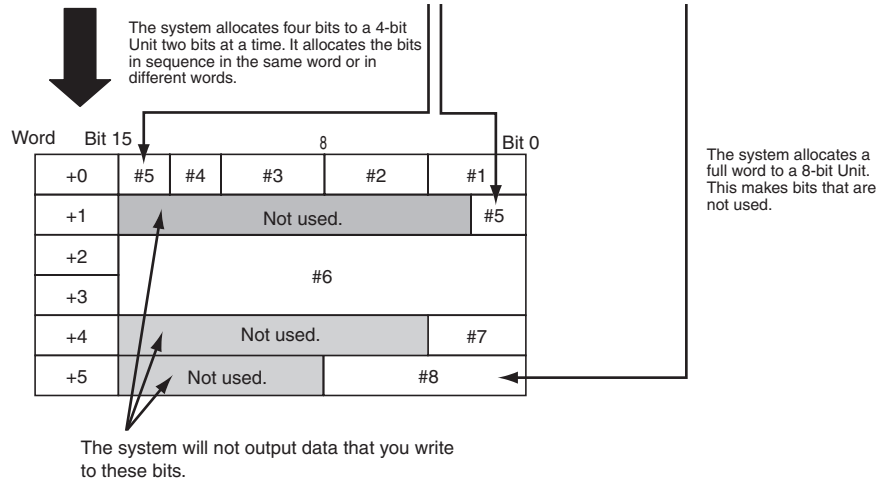 The system allocates four bits to a 4-bit
Unit two bits at a time. It allocates the bits
in sequence in the same word or in
different words.
Word Bit 15 8 Bit 0
+0 #5 #4 #3 #2 #1
+1 Not used. #5
+2
#6
+3
+4 Not used. #7
+5 Not used. #8
The system allocates a
full word to a 8-bit Unit.
This makes bits that are
not used.
The system will not output data that you write
to these bits.